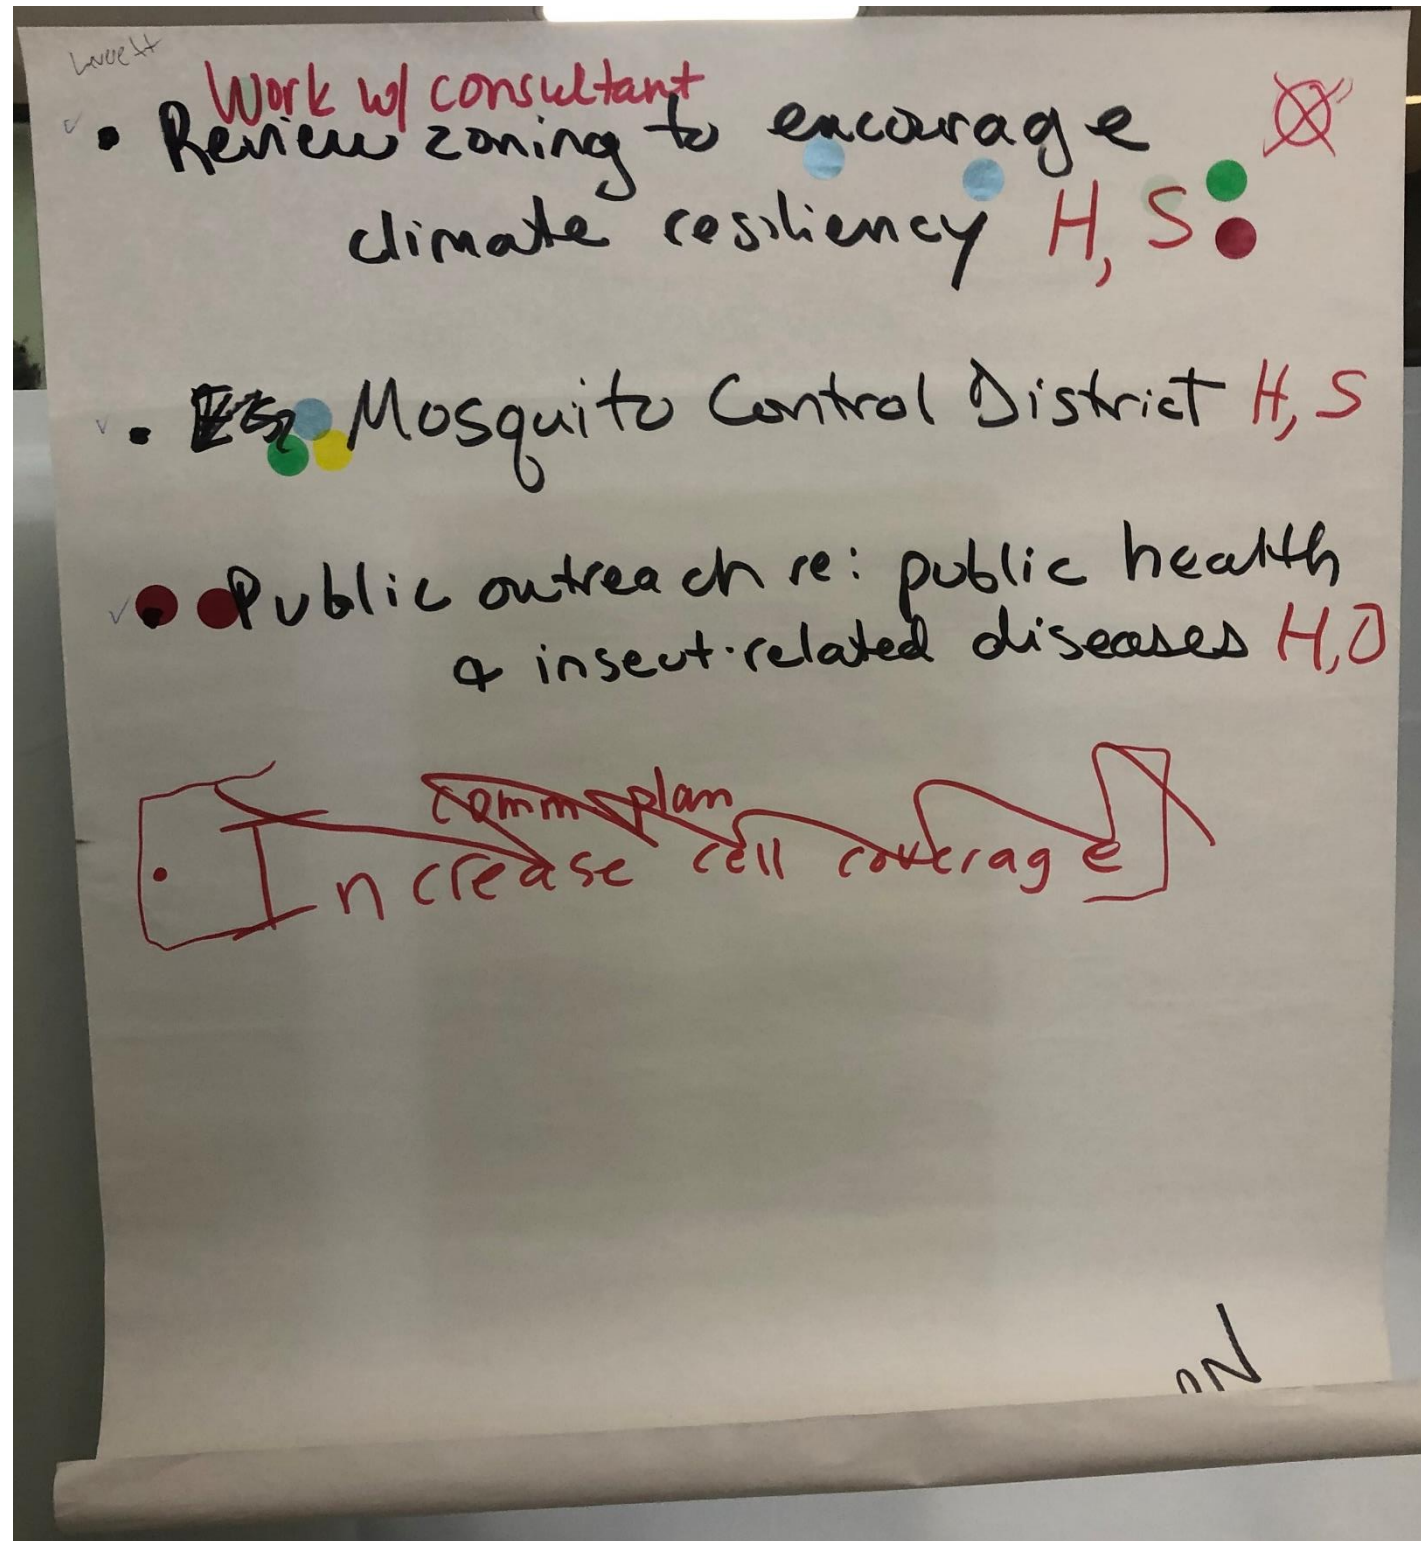 Work w/ consultant
• Review zoning to encourage
climate resiliency H, S
• Mosquito Control District H, S
• Public outreach re: public health
& insect-related diseases H, O
comm plan
• Increase cell coverage